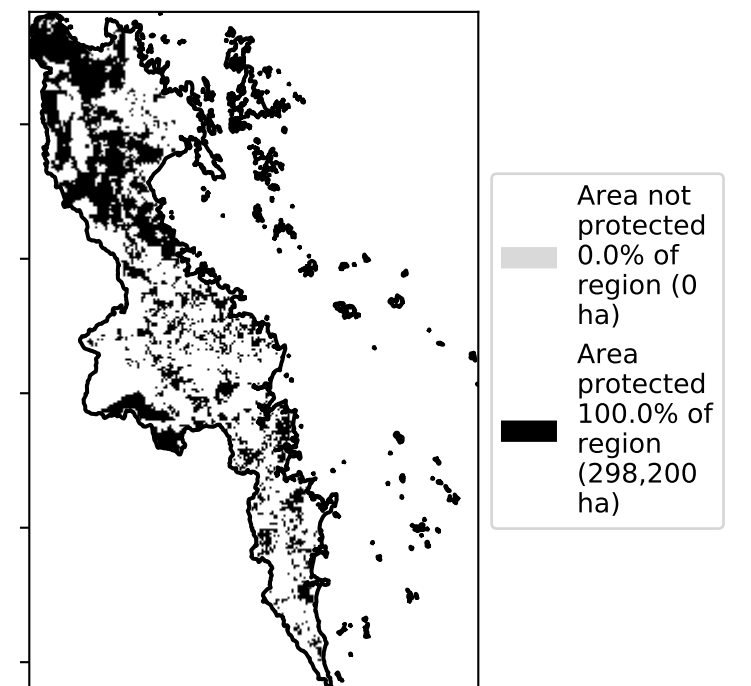 Area not
protected
0.0% of
region (0
ha)
Area
protected
100.0% of
region
(298,200
ha)